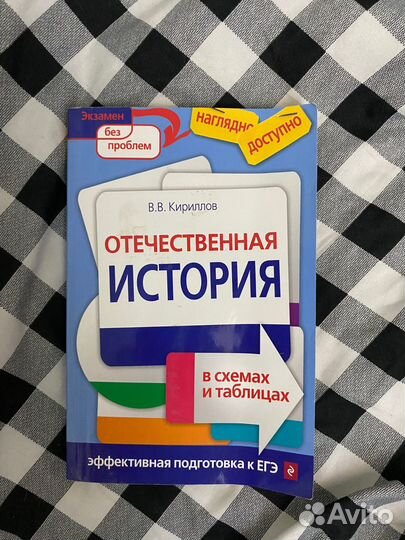 Экзамен
без
проблем
наглядно
доступно
В.В. Кириллов
ОТЕЧЕСТВЕННАЯ
ИСТОРИЯ
в схемах
и таблицах
эффективная подготовка к ЕГЭ
Avito